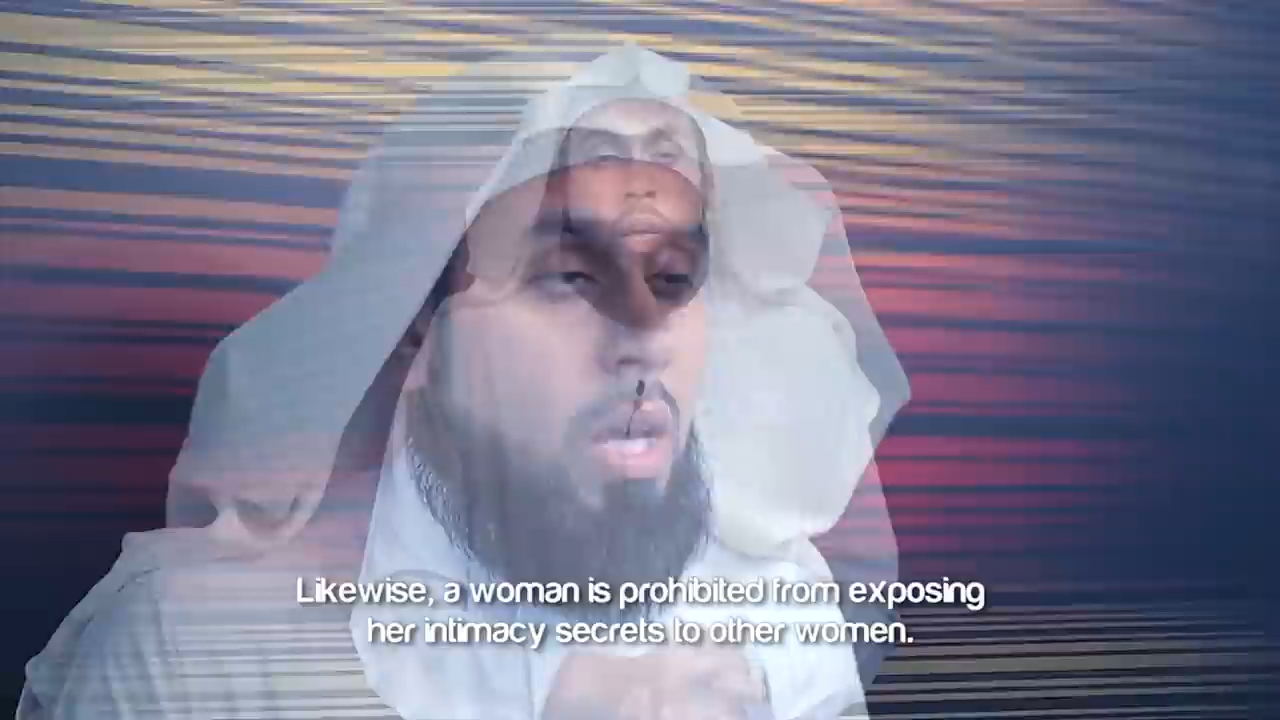 Likewise, a woman is prohibited from exposing
her intimacy secrets to other women.